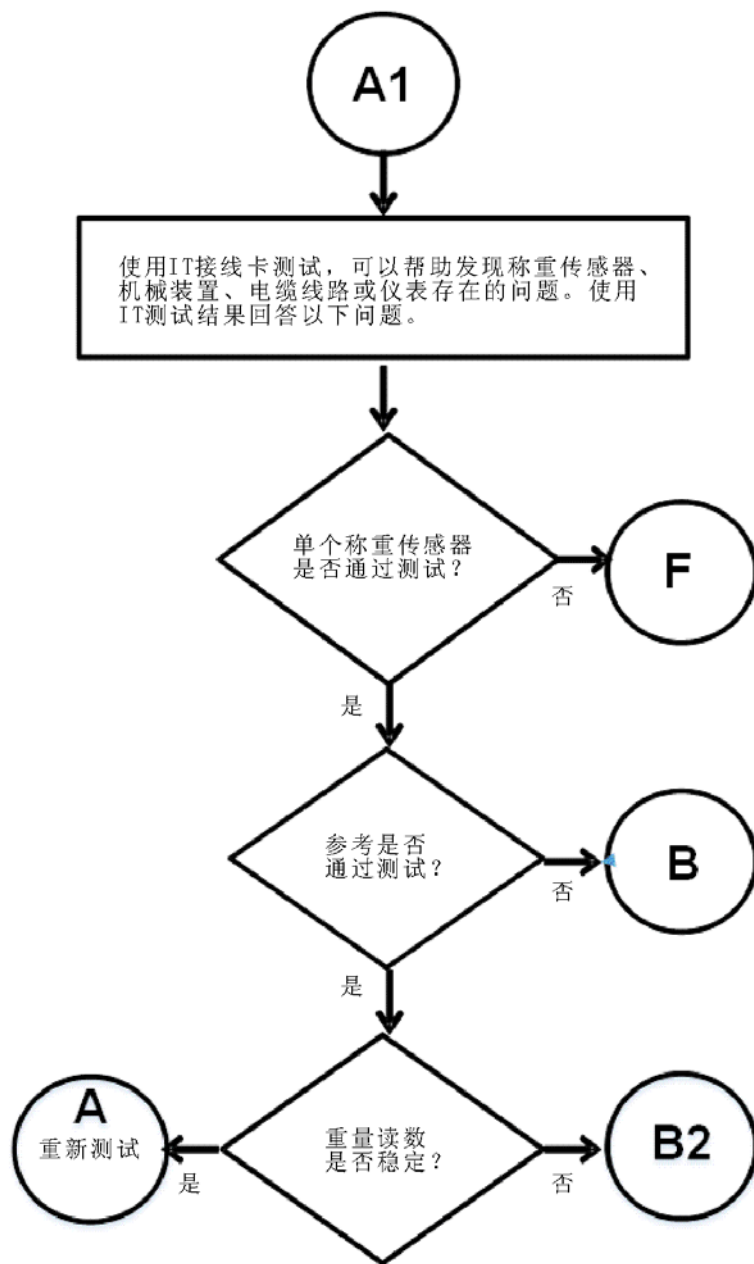 A1
使用IT接线卡测试，可以帮助发现称重传感器、
机械装置、电缆线路或仪表存在的问题。使用
IT测试结果回答以下问题。
单个称重传感器
是否通过测试？
否
F
是
参考是否
通过测试？
否
B
是
A
重新测试
是
重量读数
是否稳定？
否
B2